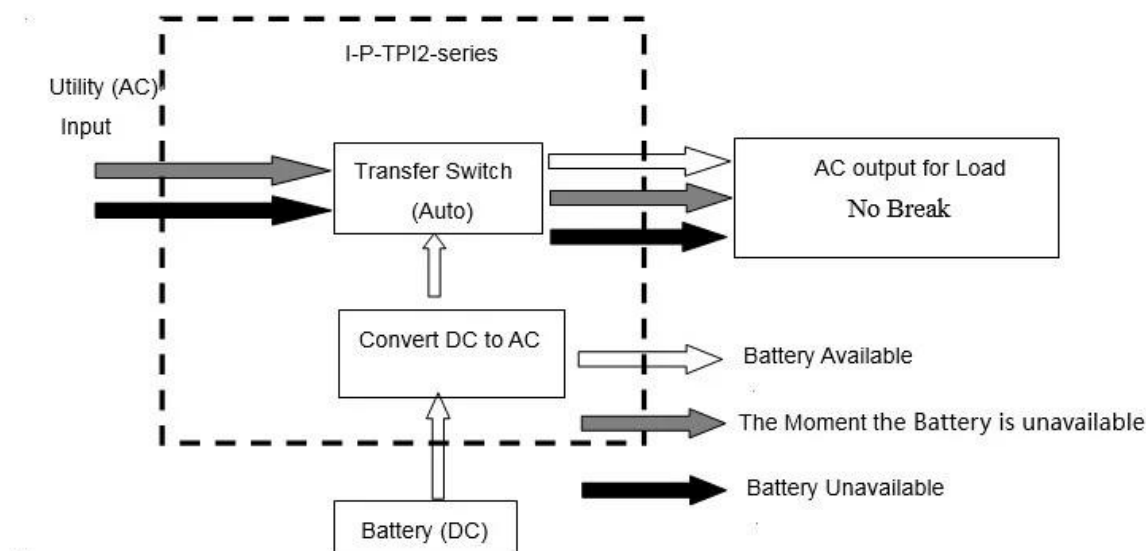 I-P-TPI2-series
Utility (AC)
Input
Transfer Switch
(Auto)
AC output for Load
No Break
Convert DC to AC
Battery Available
The Moment the Battery is unavailable
Battery Unavailable
Battery (DC)